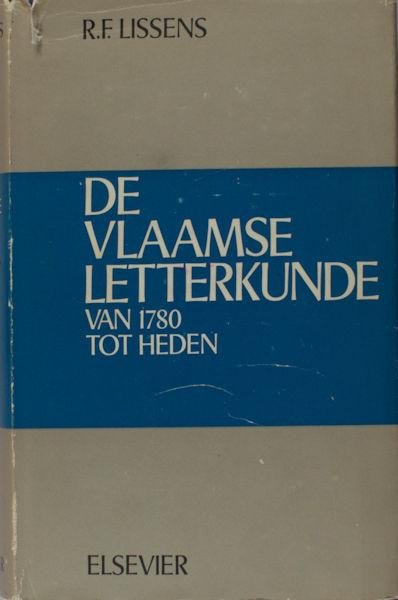 R.F. LISSENS
DE
VLAAMSE
LETTERKUNDE
VAN 1780
TOT HEDEN
ELSEVIER